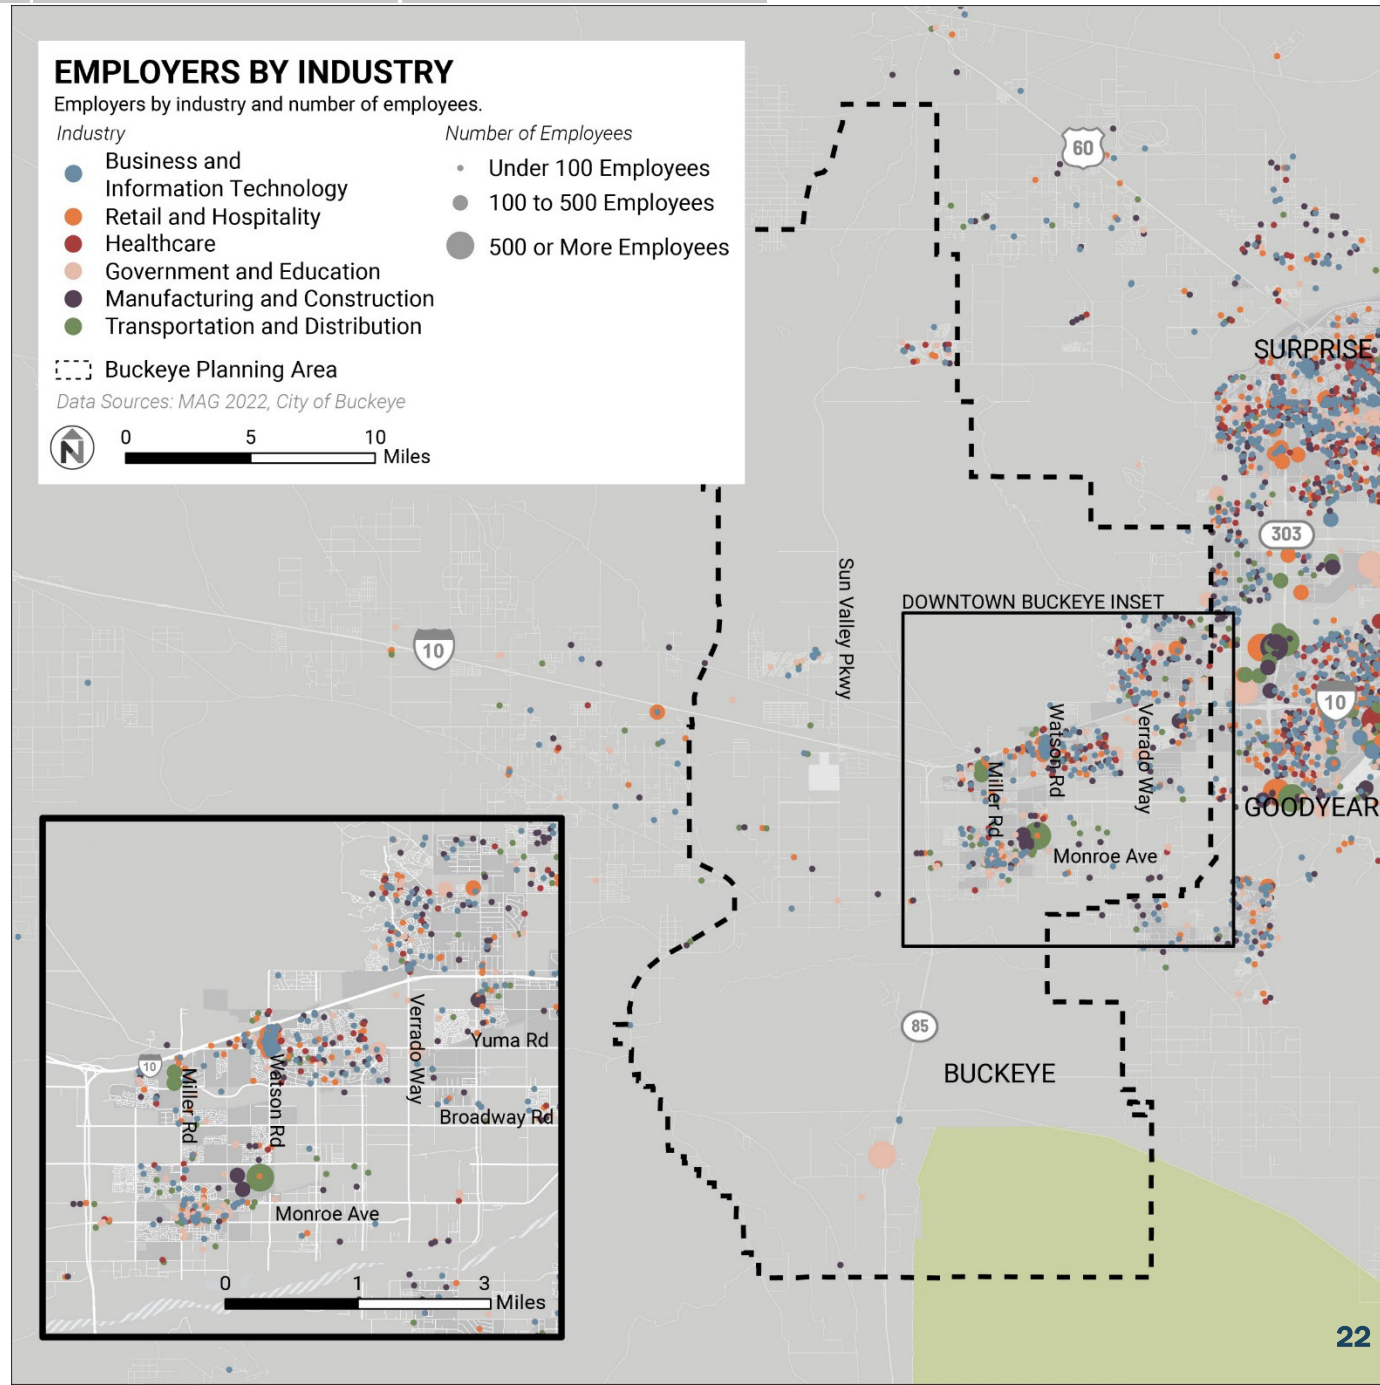 EMPLOYERS BY INDUSTRY
Employers by industry and number of employees.
Industry
Business and
Information Technology
Retail and Hospitality
Healthcare
Government and Education
Manufacturing and Construction
Transportation and Distribution
Number of Employees
Under 100 Employees
100 to 500 Employees
500 or More Employees
Buckeye Planning Area
Data Sources: MAG 2022, City of Buckeye
N
0 5 10
Miles
60
SURPRISE
303
Sun Valley Pkwy
DOWNTOWN BUCKEYE INSET
10
10
Watson Rd
Verrado Way
Miller Rd
GOODYEAR
Monroe Ave
85
BUCKEYE
Verrado Way
Yuma Rd
10
Watson Rd
Miller Rd
Broadway Rd
Monroe Ave
0 1 3
Miles
22